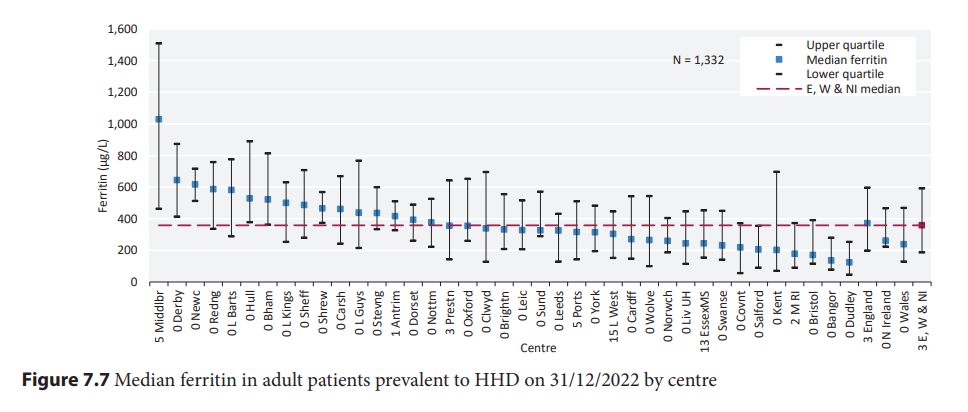 1,600
1,400
1,200
1,000
800
600
400
200
0
Ferritin (μg/L)
N = 1,332
Upper quartile
Median ferritin
Lower quartile
E, W & NI median
5 Middlbr
0 Derby
0 Newc
0 Redng
0 L Barts
0 Hull
0 Bham
0 L Kings
0 Sheff
0 Shrew
0 Carsh
0 L Guys
0 Stevng
1 Antrim
0 Dorset
0 Nottm
3 Prestn
0 Oxford
0 Clwyd
0 Brightn
0 Leic
0 Sund
0 Leeds
5 Ports
0 York
15 L West
0 Cardff
0 Wolve
0 Norwch
0 Liv UH
13 EssexMS
0 Swanse
0 Covnt
0 Salford
0 Kent
2 M RI
0 Bristol
0 Bangor
0 Dudley
3 England
0 N Ireland
0 Wales
3 E, W & NI
Centre
Figure 7.7 Median ferritin in adult patients prevalent to HHD on 31/12/2022 by centre